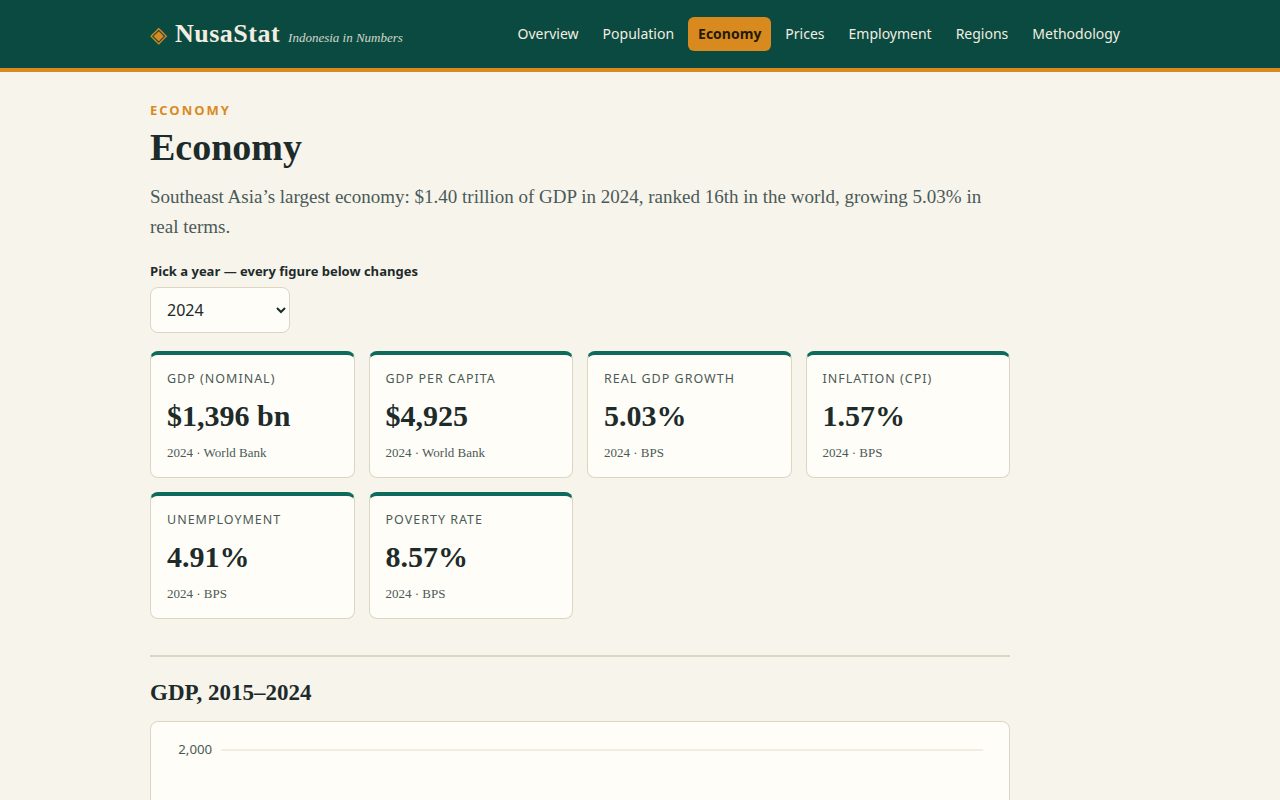 ◈ NusaStat Indonesia in Numbers
Overview Population Economy Prices Employment Regions Methodology
ECONOMY
Economy
Southeast Asia’s largest economy: $1.40 trillion of GDP in 2024, ranked 16th in the world, growing 5.03% in
real terms.
Pick a year — every figure below changes
2024
GDP (NOMINAL)
$1,396 bn
2024 · World Bank
GDP PER CAPITA
$4,925
2024 · World Bank
REAL GDP GROWTH
5.03%
2024 · BPS
INFLATION (CPI)
1.57%
2024 · BPS
UNEMPLOYMENT
4.91%
2024 · BPS
POVERTY RATE
8.57%
2024 · BPS
GDP, 2015–2024
2,000